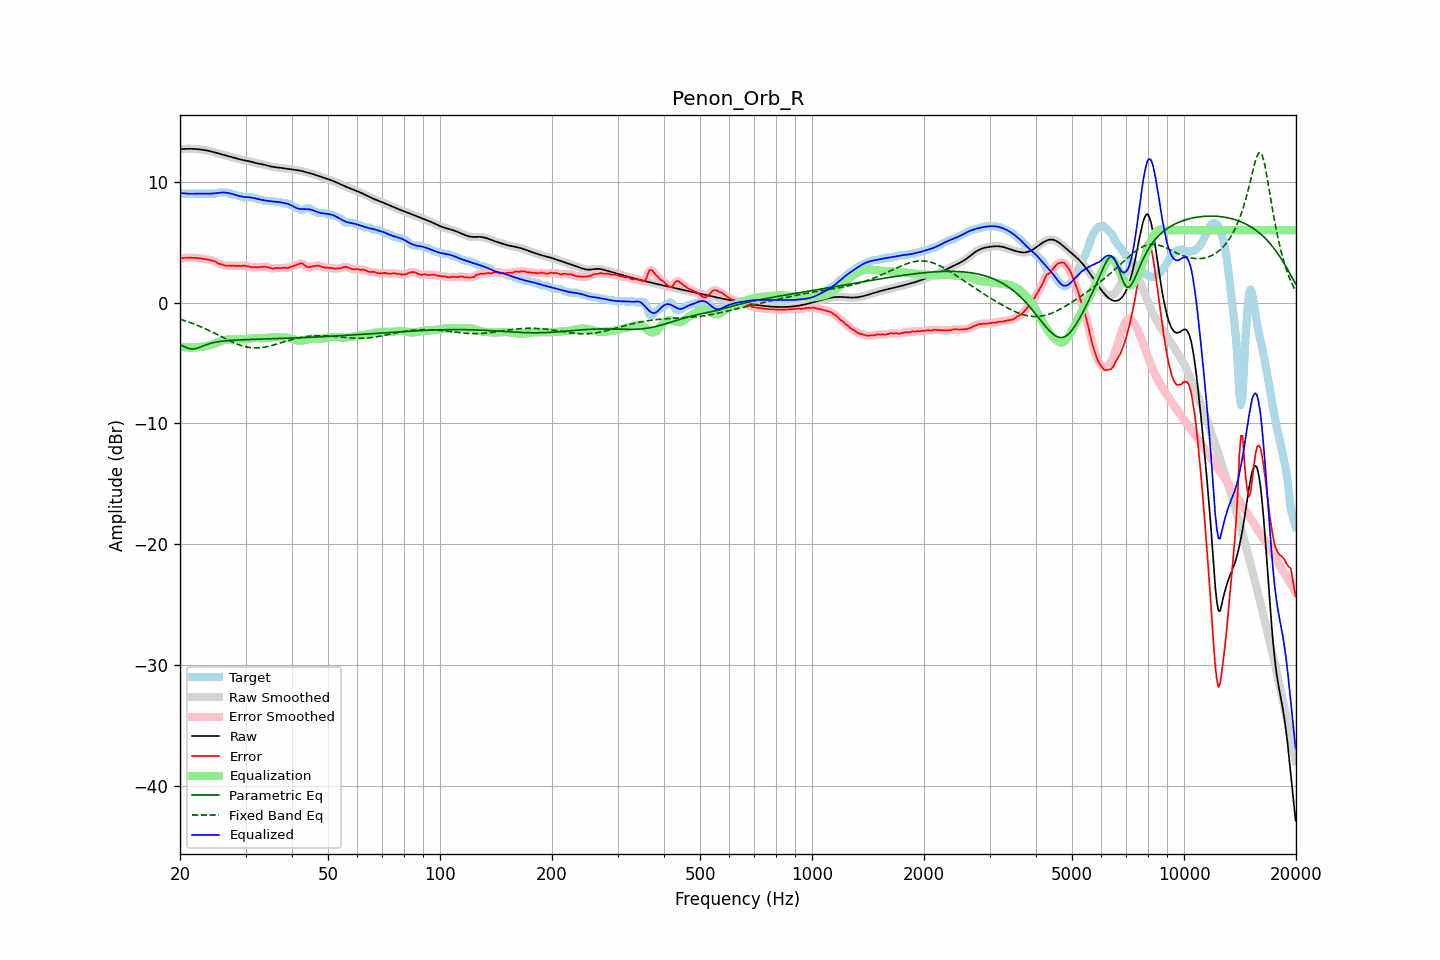 Penon_Orb_R
Amplitude (dBr)
10
0
−10
−20
−30
−40
Target
Raw Smoothed
Error Smoothed
Raw
Error
Equalization
Parametric Eq
Fixed Band Eq
Equalized
20 50 100 200 500 1000 2000 5000 10000 20000
Frequency (Hz)